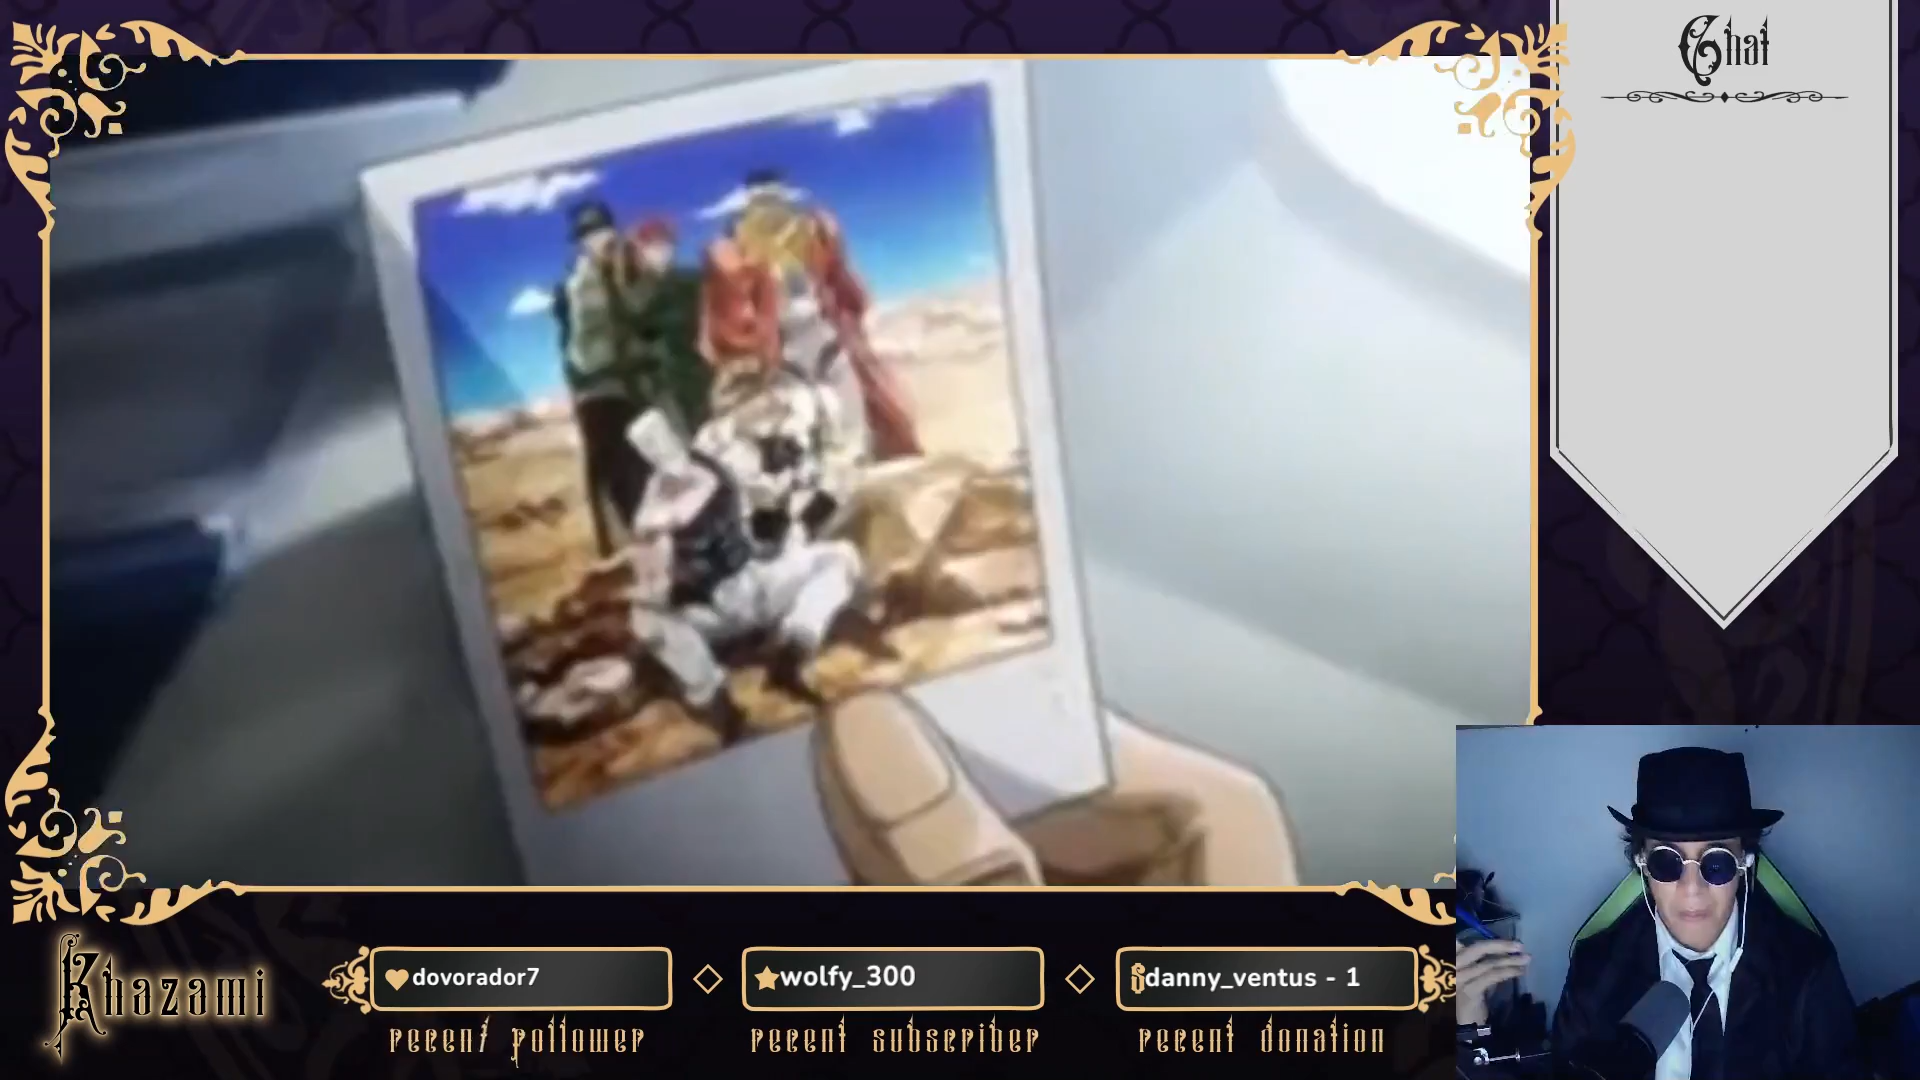 Chat
Khazami
dovorador7
wolfy_300
danny_ventus - 1
recent follower
recent subscriber
recent donation